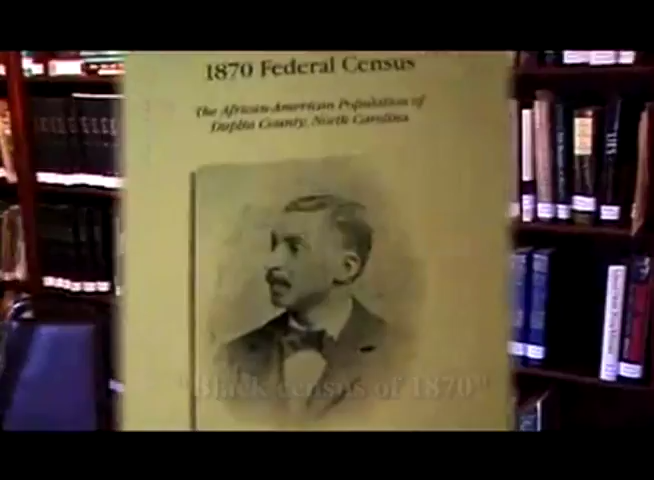 1870 Federal Census
The African-American Population of
Duplin County, North Carolina
"Black census of 1870"